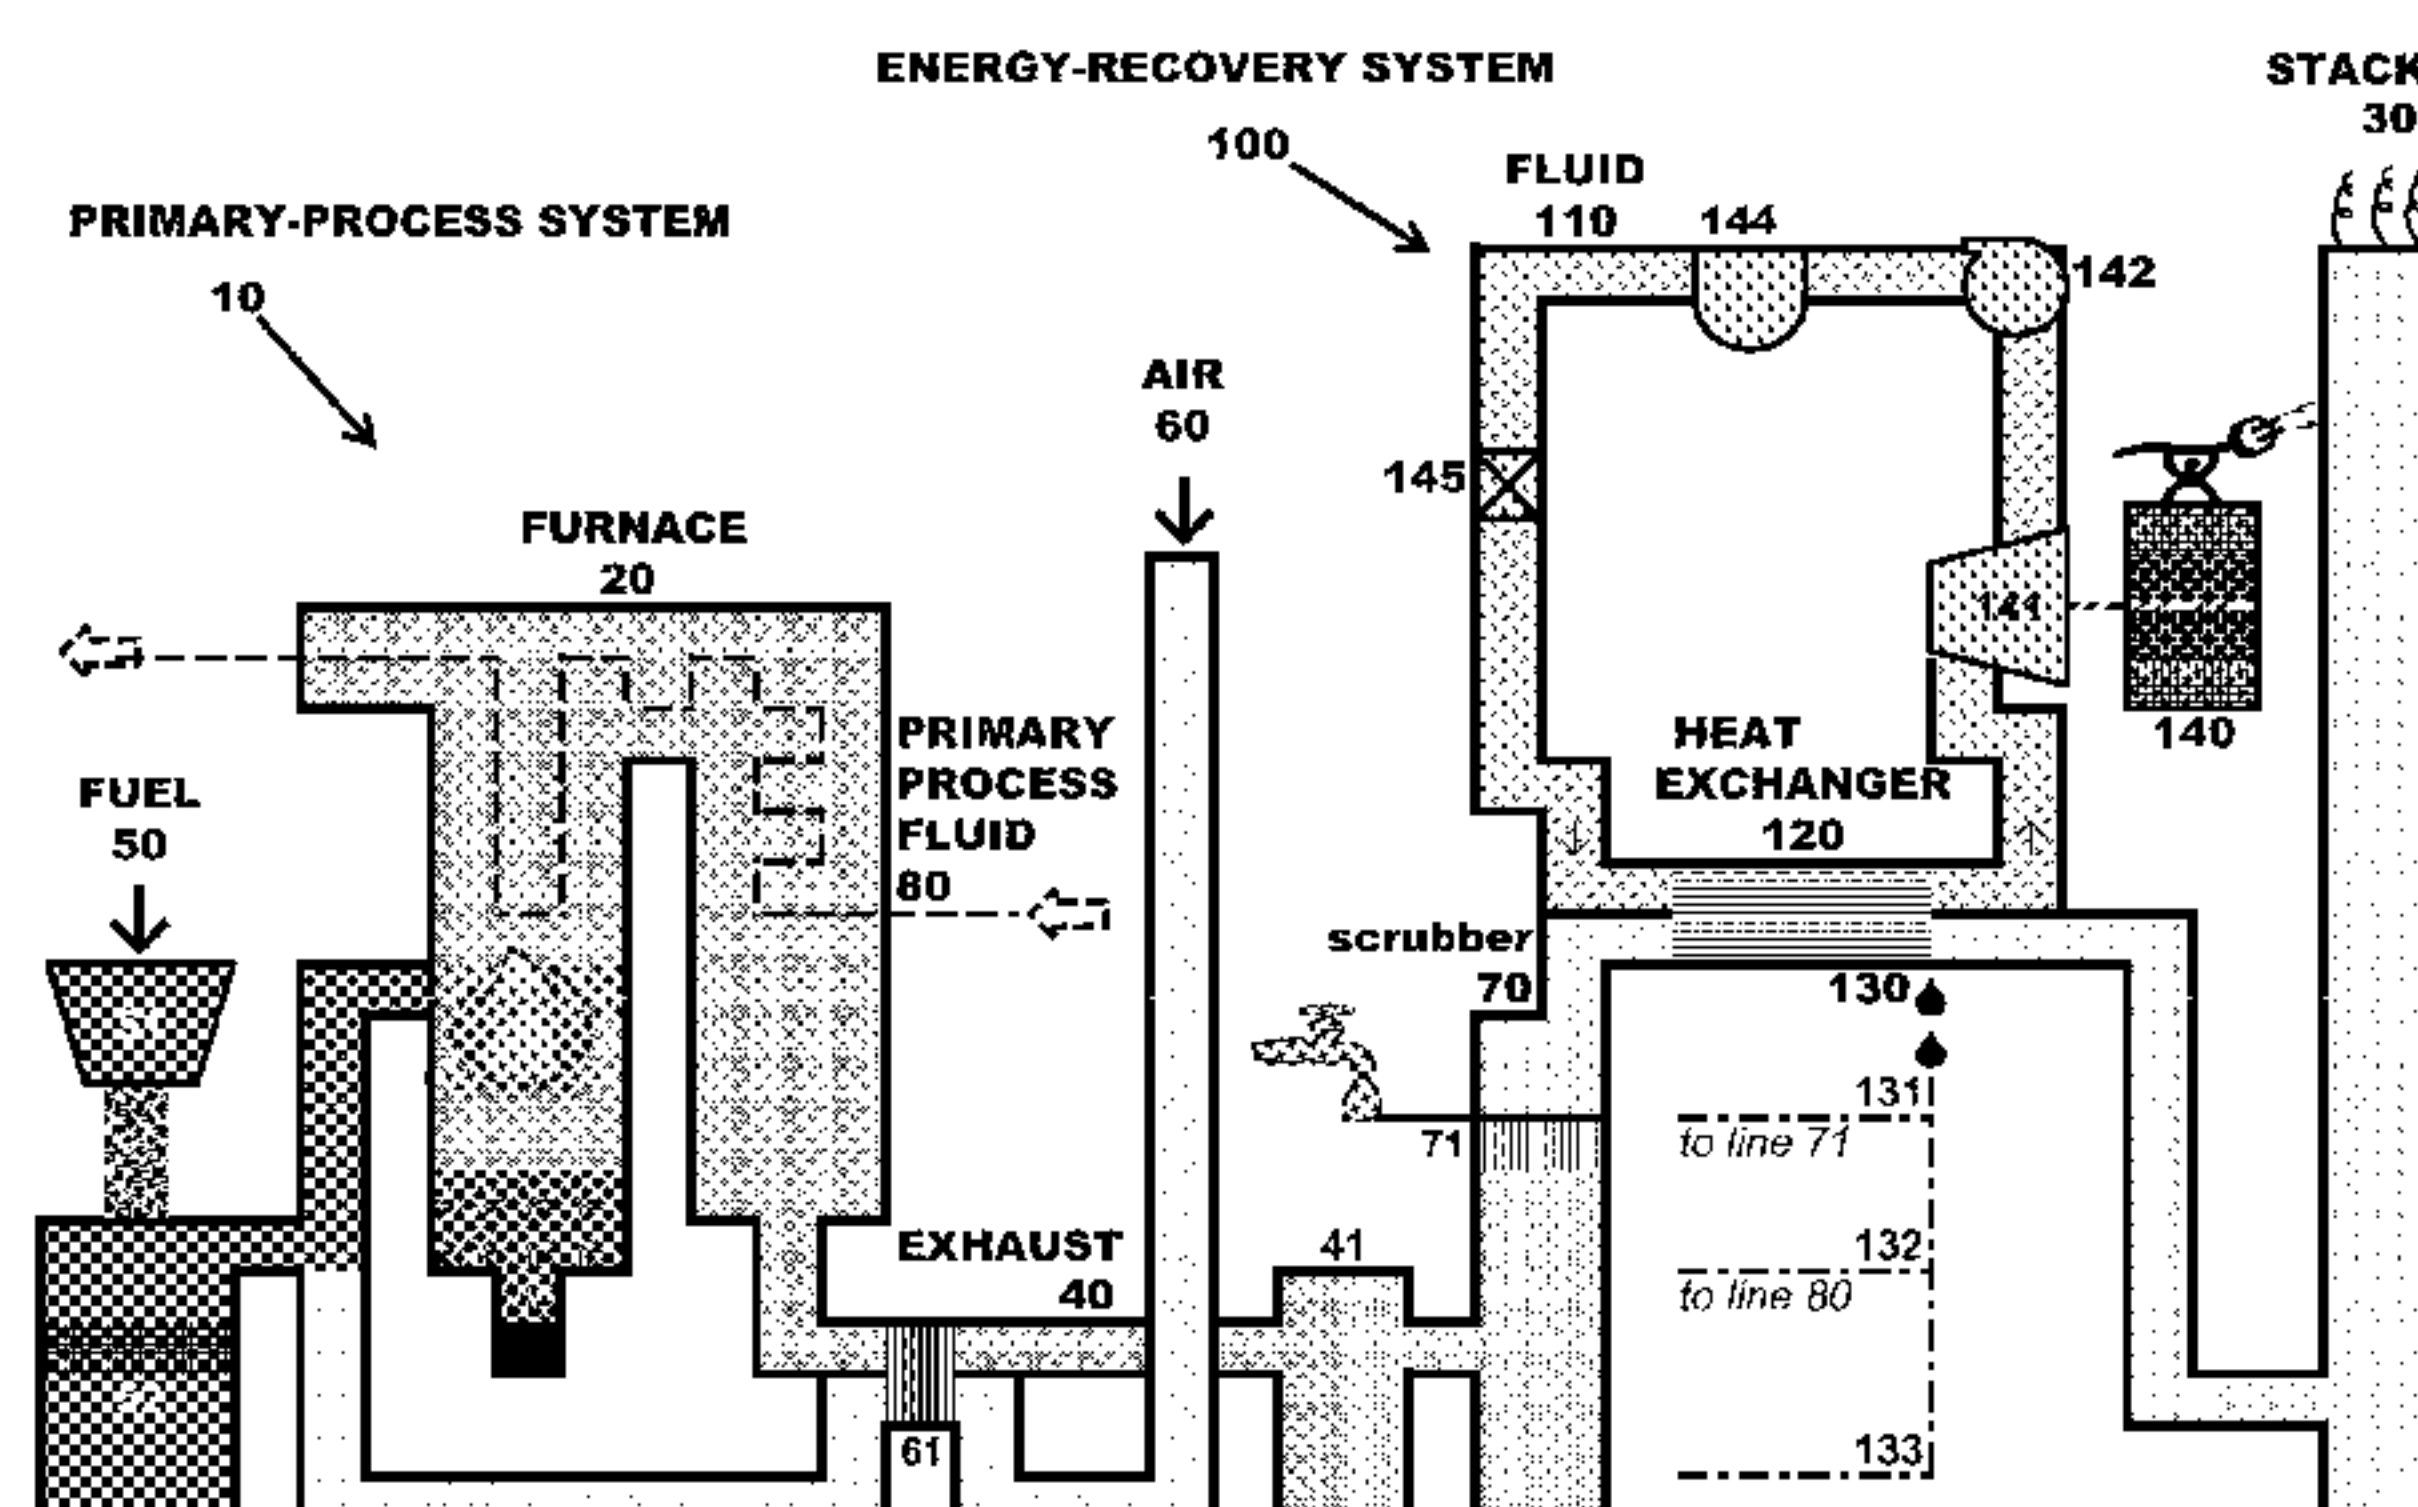 ENERGY-RECOVERY SYSTEM
100
STACK
30
PRIMARY-PROCESS SYSTEM
10
FLUID
110
144
142
AIR
60
145
FURNACE
20
141
140
PRIMARY
PROCESS
FLUID
80
HEAT
EXCHANGER
120
FUEL
50
scrubber
70
130
131
to line 71
71
132
to line 80
EXHAUST
40
41
133
61